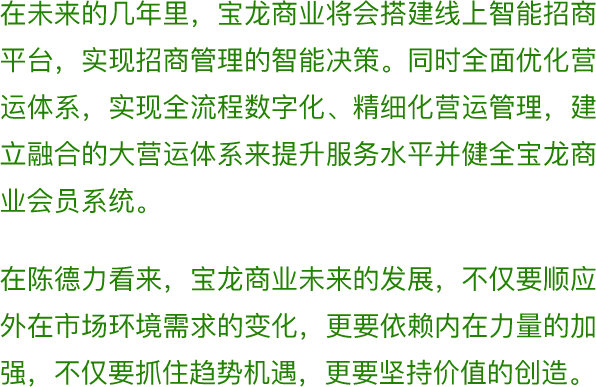 在未来的几年里，宝龙商业将会搭建线上智能招商
平台，实现招商管理的智能决策。同时全面优化营
运体系，实现全流程数字化、精细化营运管理，建
立融合的大营运体系来提升服务水平并健全宝龙商
业会员系统。
在陈德力看来，宝龙商业未来的发展，不仅要顺应
外在市场环境需求的变化，更要依赖内在力量的加
强，不仅要抓住趋势机遇，更要坚持价值的创造。